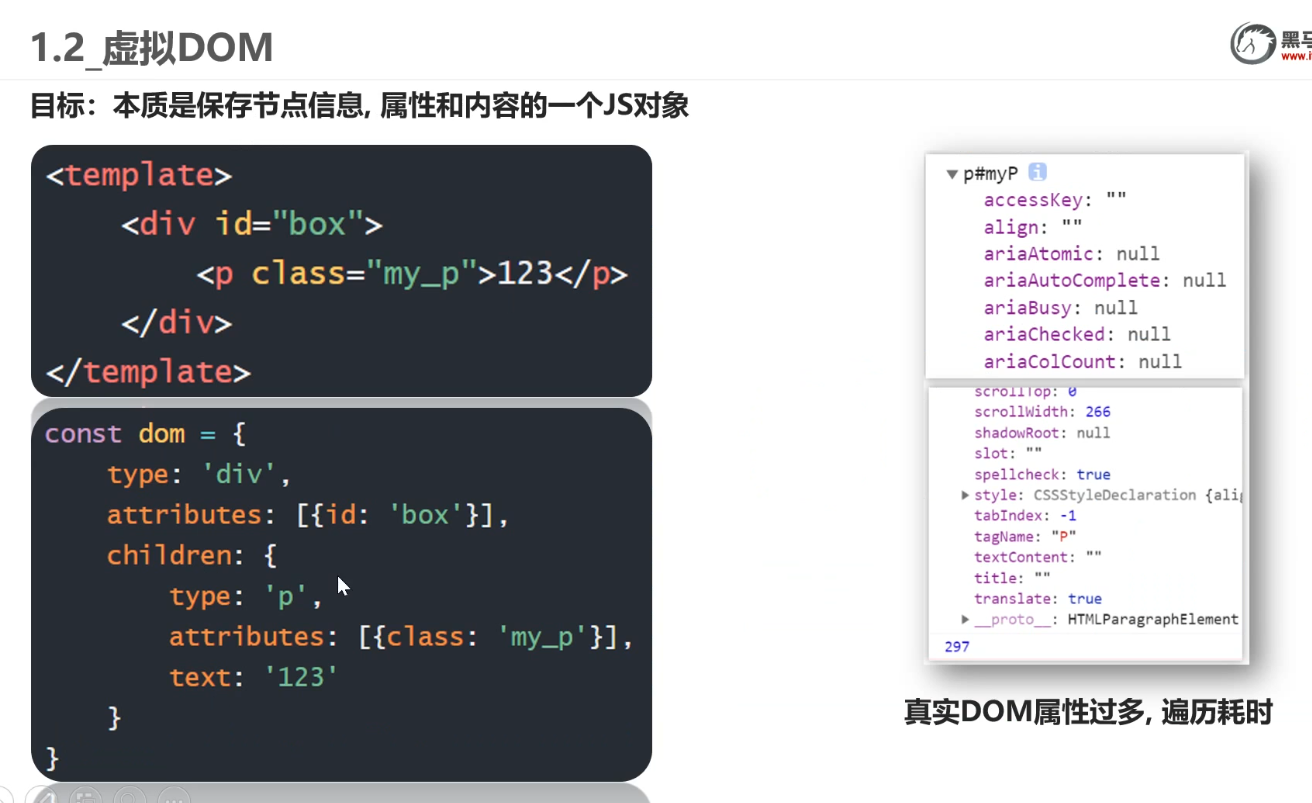 1.2_虚拟DOM
黑马
www.i
目标：本质是保存节点信息, 属性和内容的一个JS对象
<template>
<div id="box">
<p class="my_p">123</p>
</div>
</template>
const dom = {
type: 'div',
attributes: [{id: 'box'}],
children: {
type: 'p',
attributes: [{class: 'my_p'}],
text: '123'
}
}
p#myP i
accessKey: ""
align: ""
ariaAtomic: null
ariaAutoComplete: null
ariaBusy: null
ariaChecked: null
ariaColCount: null
scrollTop: 0
scrollWidth: 266
shadowRoot: null
slot: ""
spellcheck: true
style: CSSStyleDeclaration {alig
tabIndex: -1
tagName: "P"
textContent: ""
title: ""
translate: true
__proto__: HTMLParagraphElement
297
真实DOM属性过多, 遍历耗时